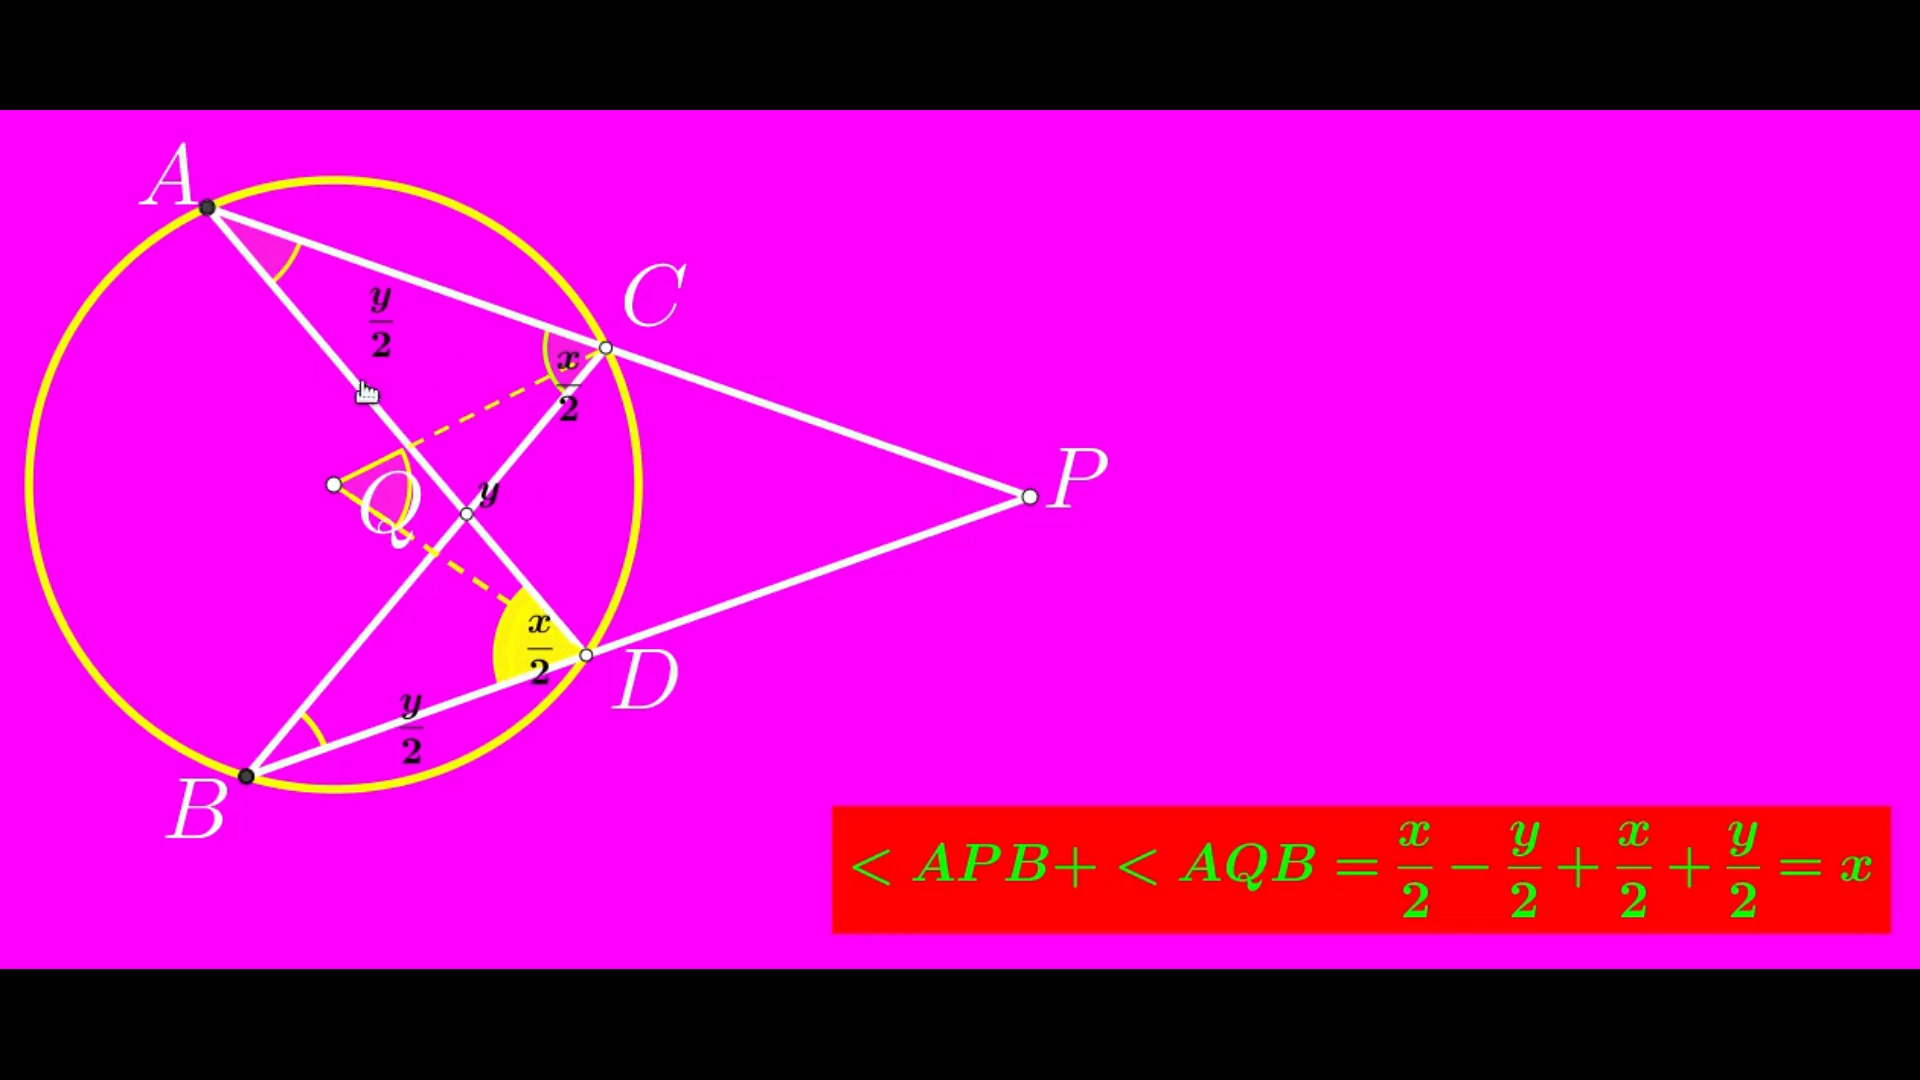 A
C
y/2
x/2
P
Q
y
x/2
D
y/2
B
< APB+ < AQB = x/2 − y/2 + x/2 + y/2 = x